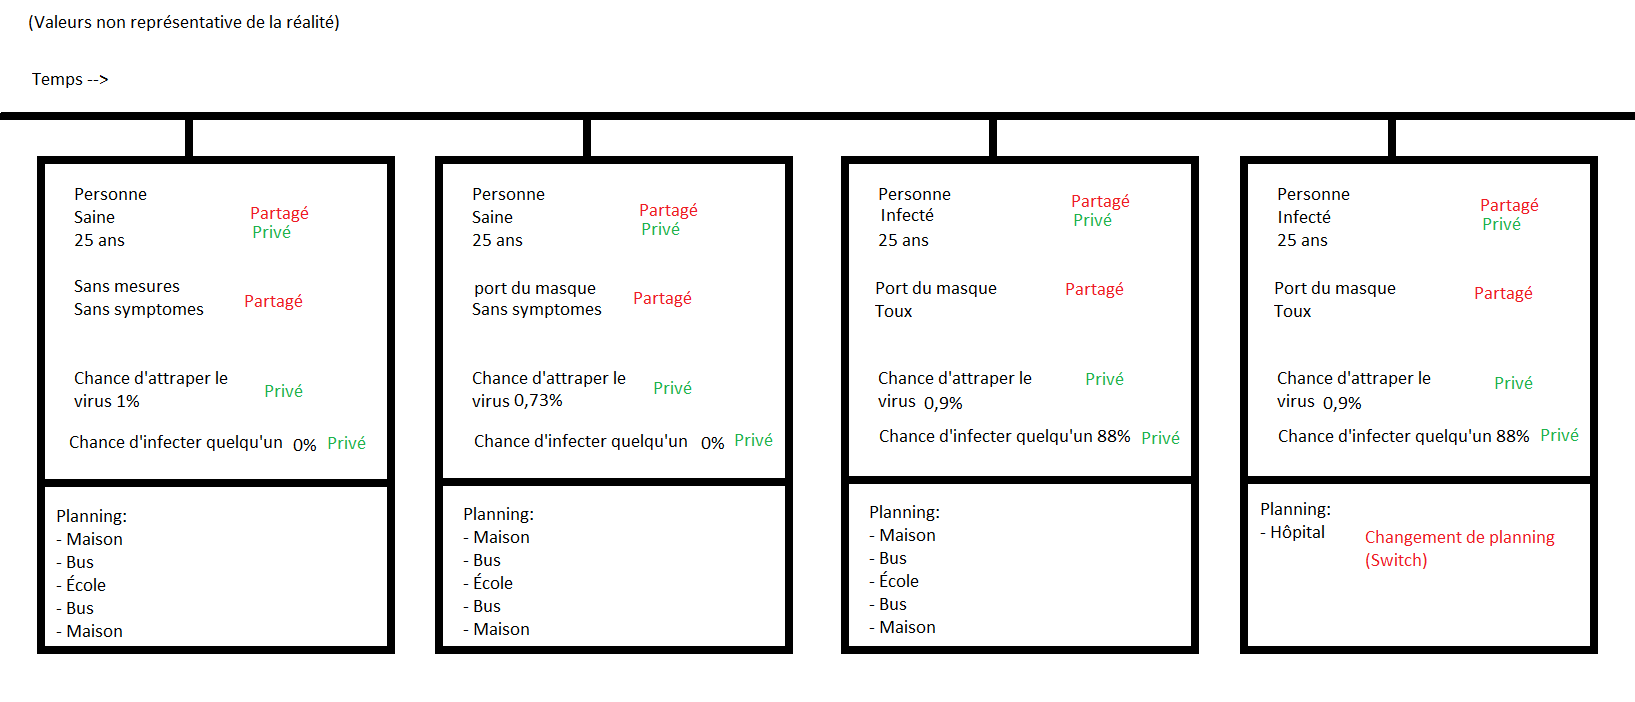 (Valeurs non représentative de la réalité)
Temps -->
Personne
Saine
25 ans
Partagé
Privé
Sans mesures
Sans symptomes
Partagé
Chance d'attraper le
virus 1%
Privé
Chance d'infecter quelqu'un 0% Privé
Planning:
- Maison
- Bus
- École
- Bus
- Maison
Personne
Saine
25 ans
Partagé
Privé
port du masque
Sans symptomes
Partagé
Chance d'attraper le
virus 0,73%
Privé
Chance d'infecter quelqu'un 0% Privé
Planning:
- Maison
- Bus
- École
- Bus
- Maison
Personne
Infecté
25 ans
Partagé
Privé
Port du masque
Toux
Partagé
Chance d'attraper le
virus 0,9%
Privé
Chance d'infecter quelqu'un 88% Privé
Planning:
- Maison
- Bus
- École
- Bus
- Maison
Personne
Infecté
25 ans
Partagé
Privé
Port du masque
Toux
Partagé
Chance d'attraper le
virus 0,9%
Privé
Chance d'infecter quelqu'un 88% Privé
Planning:
- Hôpital
Changement de planning
(Switch)